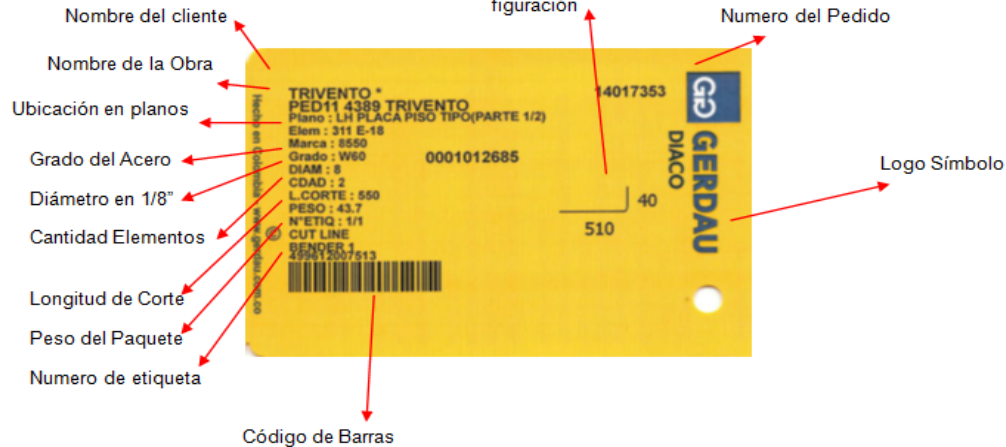 figuración
Nombre del cliente
Numero del Pedido
Nombre de la Obra
Ubicación en planos
Grado del Acero
Diámetro en 1/8”
Cantidad Elementos
Longitud de Corte
Peso del Paquete
Numero de etiqueta
Código de Barras
Logo Símbolo
TRIVENTO *
PED11 4389 TRIVENTO
Plano : LH PLACA PISO TIPO(PARTE 1/2)
Elem : 311 E-18
Marca : 8550
Grado : W60
DIAM : 8
CDAD : 2
L.CORTE : 550
PESO : 43.7
N°ETIQ : 1/1
CUT LINE
BENDER 1
499612007513
0001012685
14017353
40
510
GERDAU
DIACO
Hecho en Colombia www.gerdau.com.co